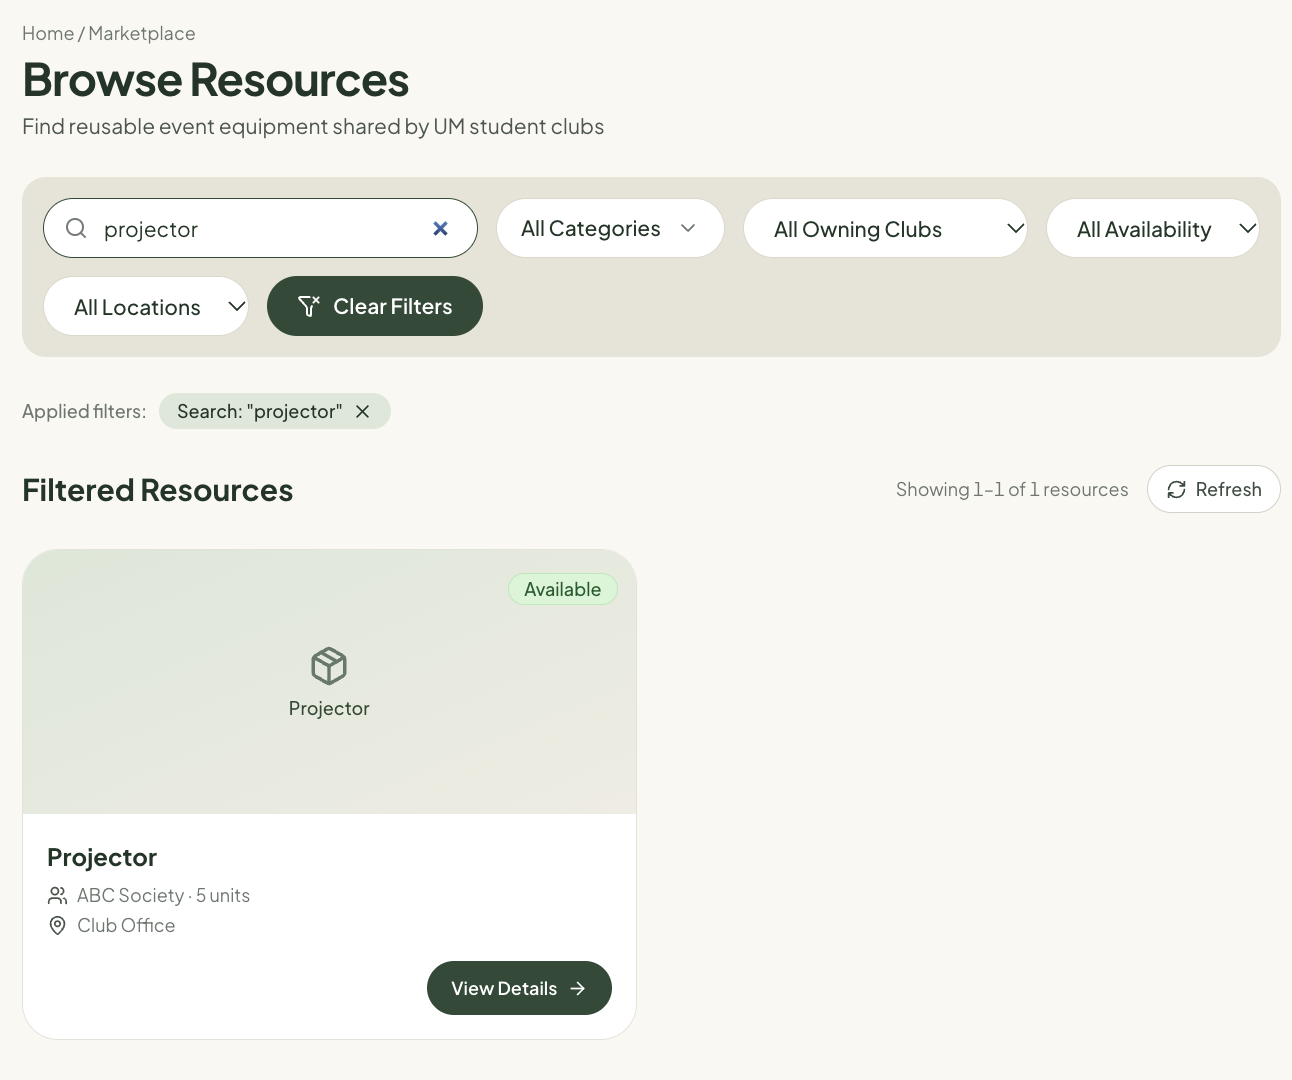 Home / Marketplace
Browse Resources
Find reusable event equipment shared by UM student clubs
projector
All Categories
All Owning Clubs
All Availability
All Locations
Clear Filters
Applied filters:
Search: "projector"
Filtered Resources
Showing 1–1 of 1 resources
Refresh
Available
Projector
Projector
ABC Society · 5 units
Club Office
View Details